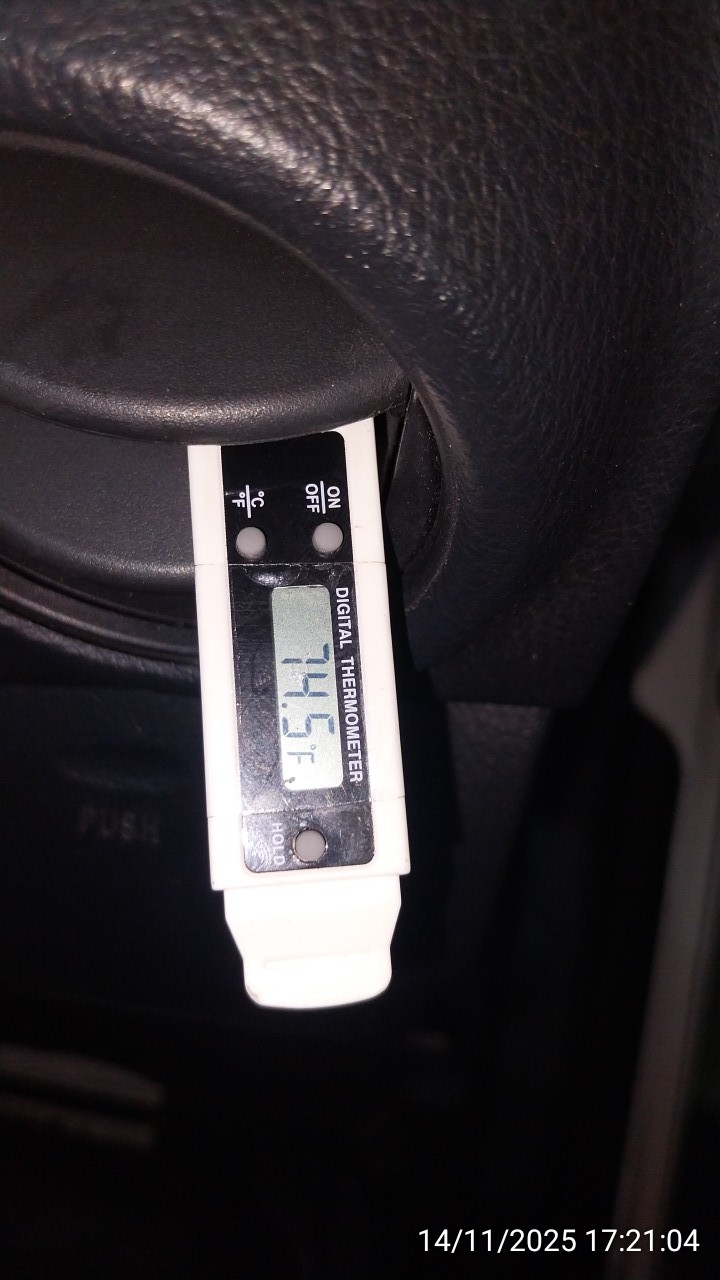 ON
OFF
°C
°F
DIGITAL THERMOMETER
74.5°F
HOLD
PUSH
14/11/2025 17:21:04